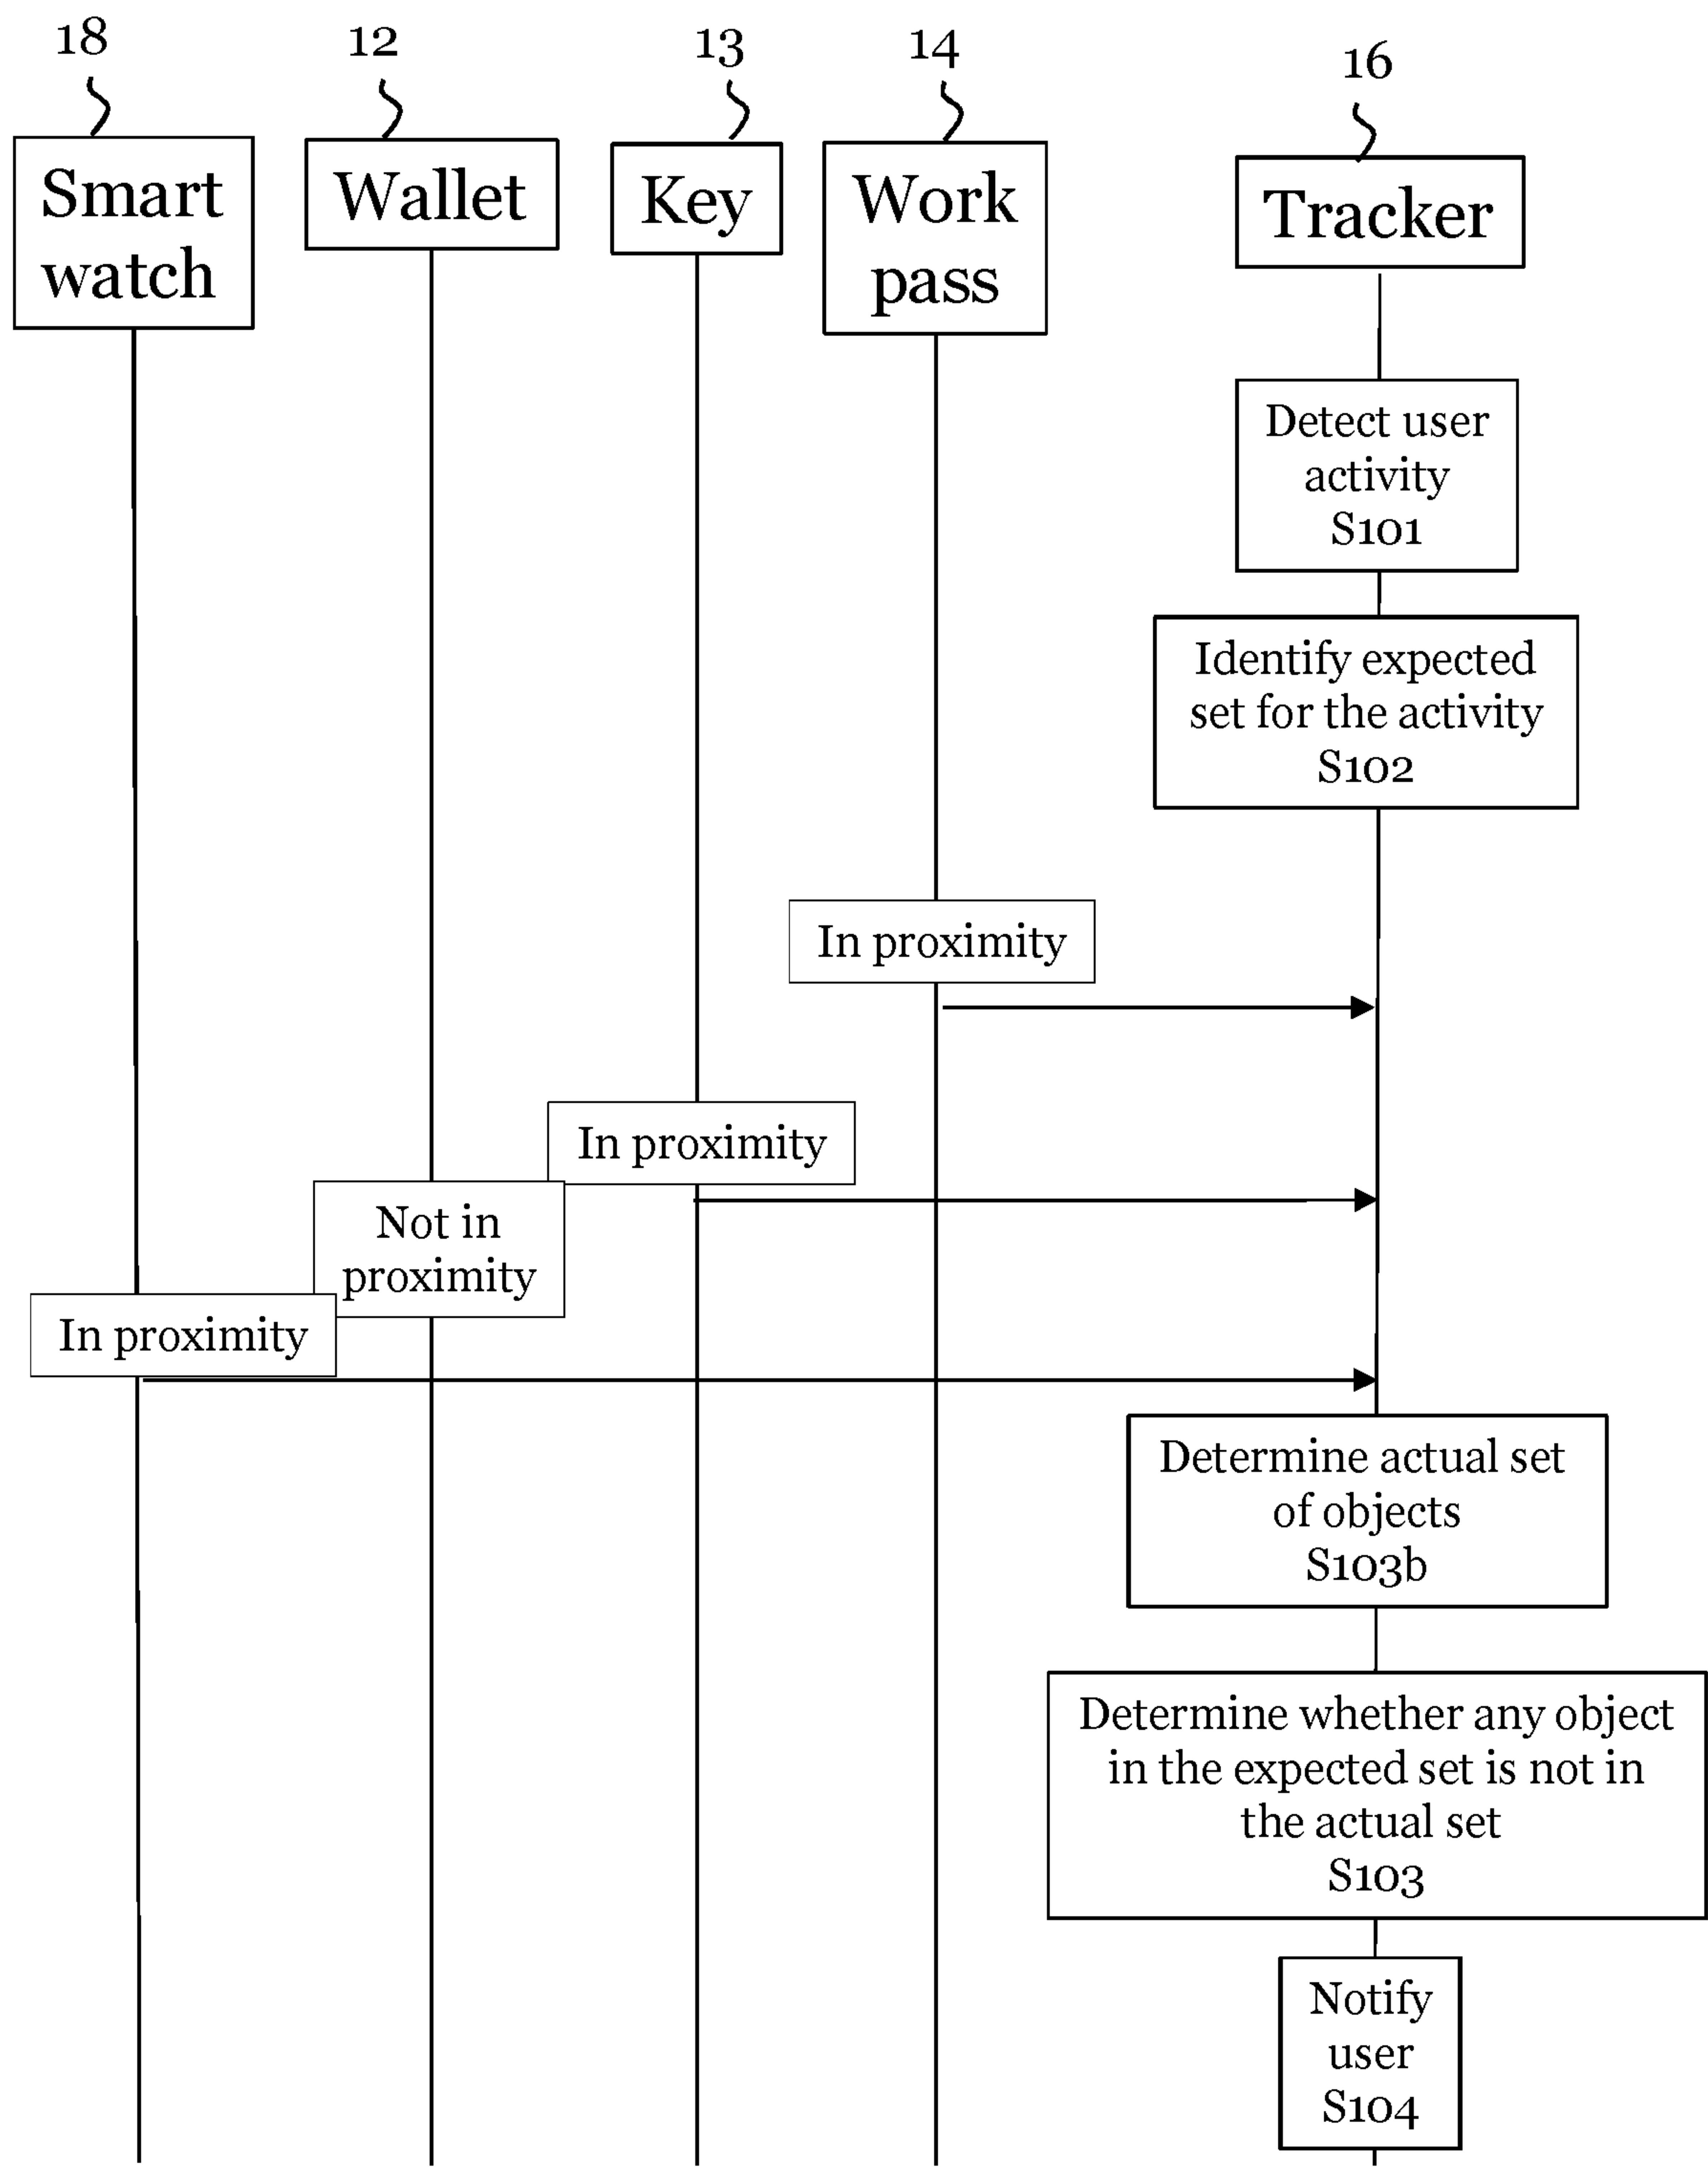 18
12
13
14
16
Smart
watch
Wallet
Key
Work
pass
Tracker
Detect user
activity
S101
Identify expected
set for the activity
S102
In proximity
In proximity
Not in
proximity
In proximity
Determine actual set
of objects
S103b
Determine whether any object
in the expected set is not in
the actual set
S103
Notify
user
S104